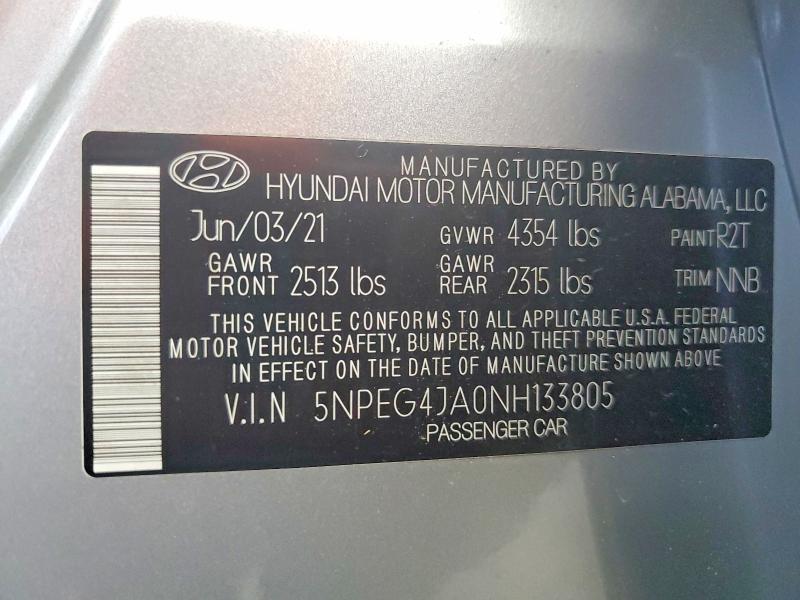 MANUFACTURED BY
HYUNDAI MOTOR MANUFACTURING ALABAMA, LLC
Jun/03/21 GVWR 4354 lbs PAINT R2T
GAWR FRONT 2513 lbs GAWR REAR 2315 lbs TRIM NNB
THIS VEHICLE CONFORMS TO ALL APPLICABLE U.S.A. FEDERAL
MOTOR VEHICLE SAFETY, BUMPER, AND THEFT PREVENTION STANDARDS
IN EFFECT ON THE DATE OF MANUFACTURE SHOWN ABOVE
V.I.N 5NPEG4JA0NH133805
PASSENGER CAR